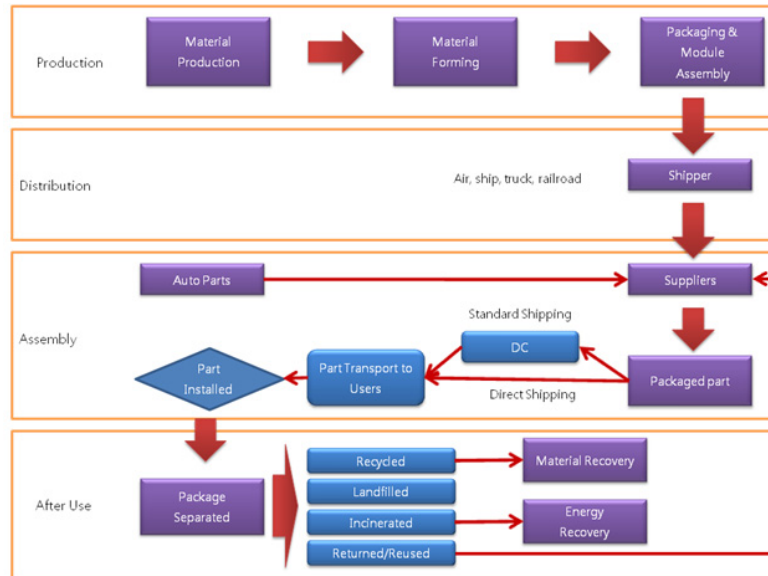 Production
Material
Production
Material
Forming
Packaging &
Module
Assembly
Distribution
Air, ship, truck, railroad
Shipper
Assembly
Auto Parts
Suppliers
Standard Shipping
DC
Part
Installed
Part Transport to
Users
Packaged part
Direct Shipping
After Use
Package
Separated
Recycled
Material Recovery
Landfilled
Incinerated
Energy
Recovery
Returned/Reused